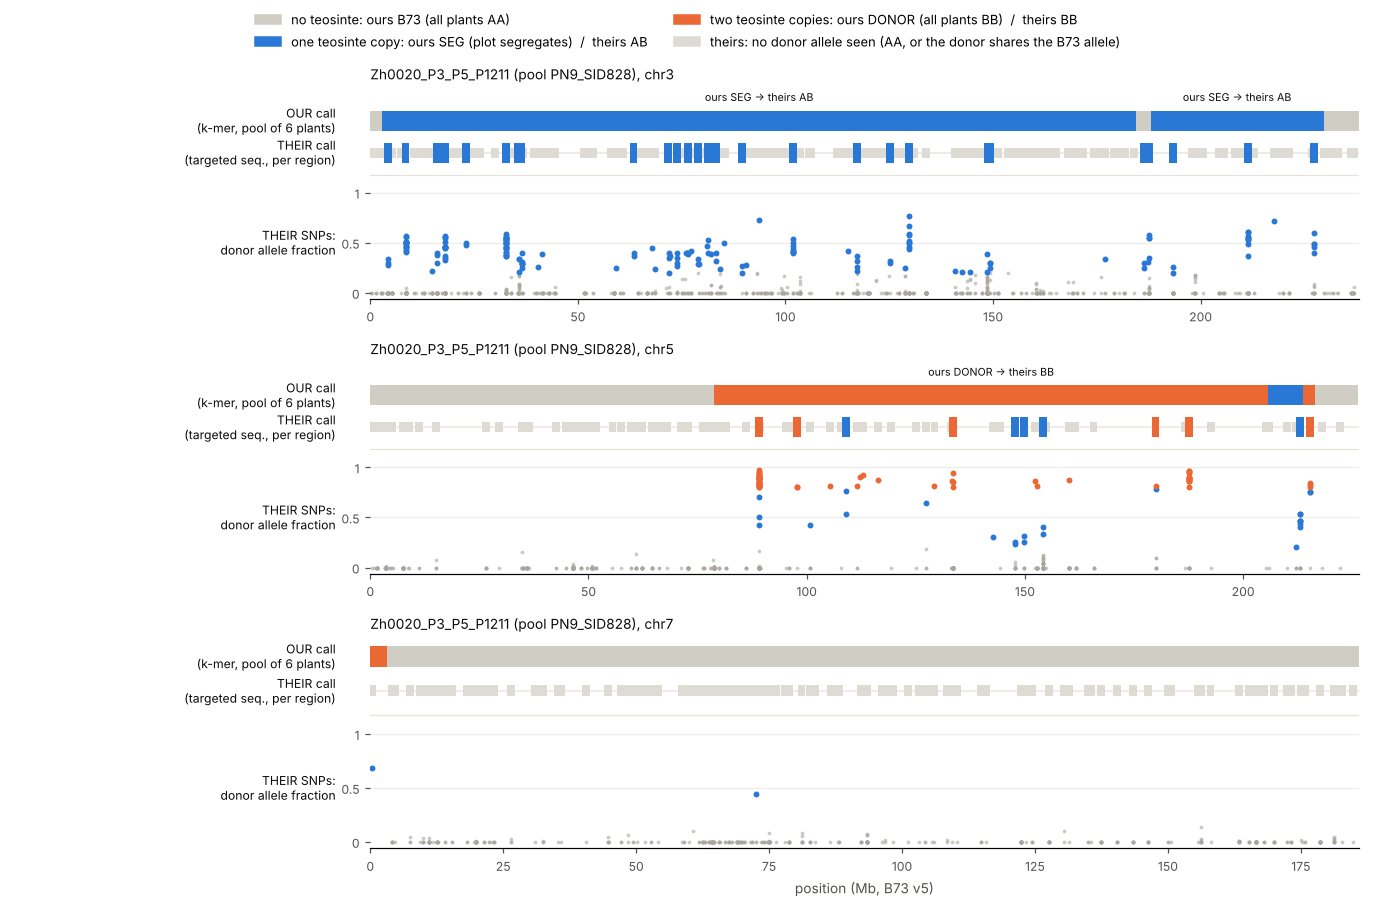 no teosinte: ours B73 (all plants AA)
two teosinte copies: ours DONOR (all plants BB) / theirs BB
one teosinte copy: ours SEG (plot segregates) / theirs AB
theirs: no donor allele seen (AA, or the donor shares the B73 allele)
Zh0020_P3_P5_P1211 (pool PN9_SID828), chr3
ours SEG → theirs AB
ours SEG → theirs AB
OUR call
(k-mer, pool of 6 plants)
THEIR call
(targeted seq., per region)
1
THEIR SNPs:
donor allele fraction
0.5
0
0
50
100
150
200
Zh0020_P3_P5_P1211 (pool PN9_SID828), chr5
ours DONOR → theirs BB
OUR call
(k-mer, pool of 6 plants)
THEIR call
(targeted seq., per region)
1
THEIR SNPs:
donor allele fraction
0.5
0
0
50
100
150
200
Zh0020_P3_P5_P1211 (pool PN9_SID828), chr7
OUR call
(k-mer, pool of 6 plants)
THEIR call
(targeted seq., per region)
1
THEIR SNPs:
donor allele fraction
0.5
0
0
25
50
75
100
125
150
175
position (Mb, B73 v5)